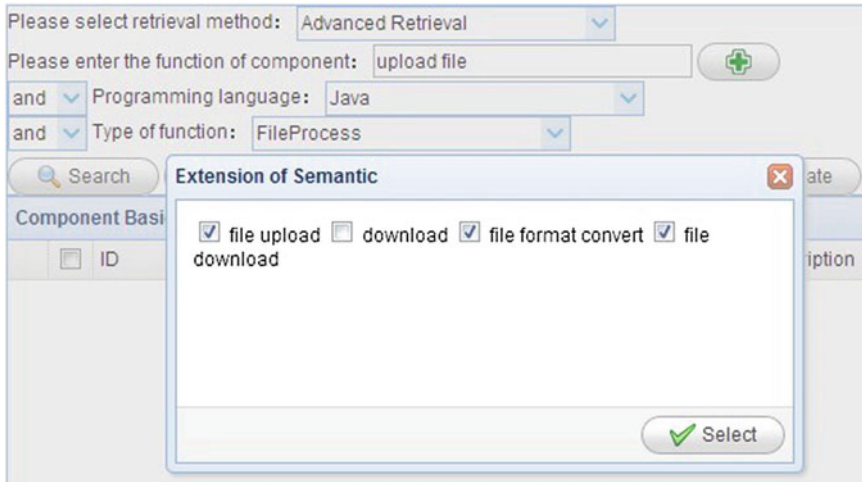 Please select retrieval method: Advanced Retrieval
Please enter the function of component: upload file
and Programming language: Java
and Type of function: FileProcess
Search ate
Extension of Semantic
Component Basi
file upload download file format convert file
download
ID iption
Select